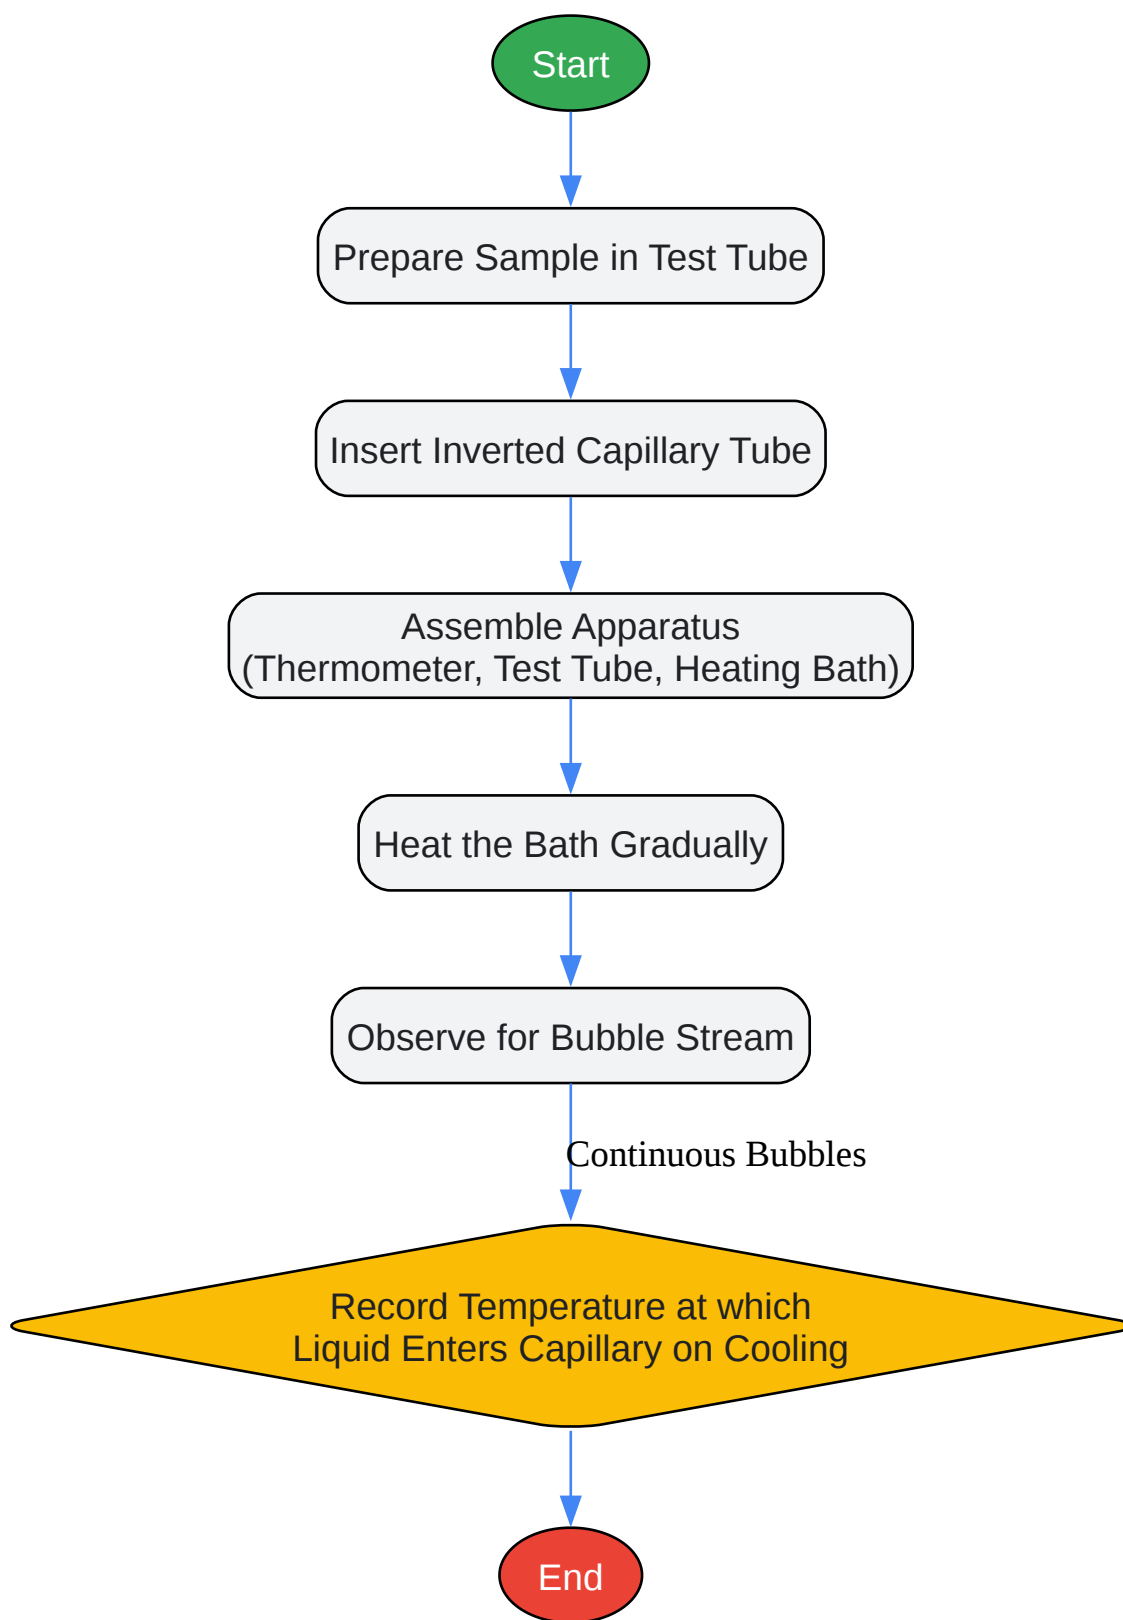 Start
Prepare Sample in Test Tube
Insert Inverted Capillary Tube
Assemble Apparatus
(Thermometer, Test Tube, Heating Bath)
Heat the Bath Gradually
Observe for Bubble Stream
Continuous Bubbles
Record Temperature at which
Liquid Enters Capillary on Cooling
End